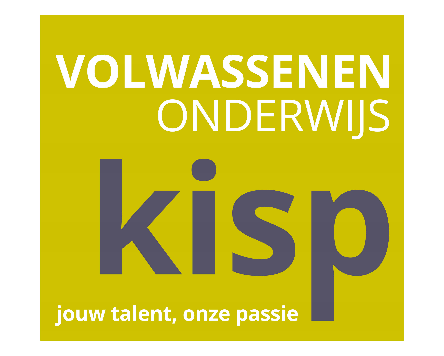 VOLWASSENEN
ONDERWIJS
kisp
jouw talent, onze passie